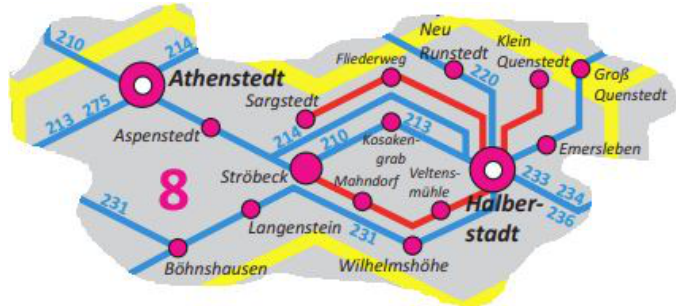 210
214
Athenstedt
213
275
Aspenstedt
8
231
Böhnshausen
Langenstein
Ströbeck
214
210
Sargstedt
Fliederweg
Kosaken-
grab
213
Mahndorf
Veltens-
mühle
231
Wilhelmshöhe
Neu
Runstedt
220
Klein
Quenstedt
Groß
Quenstedt
Emersleben
Halber-
stadt
233
234
236